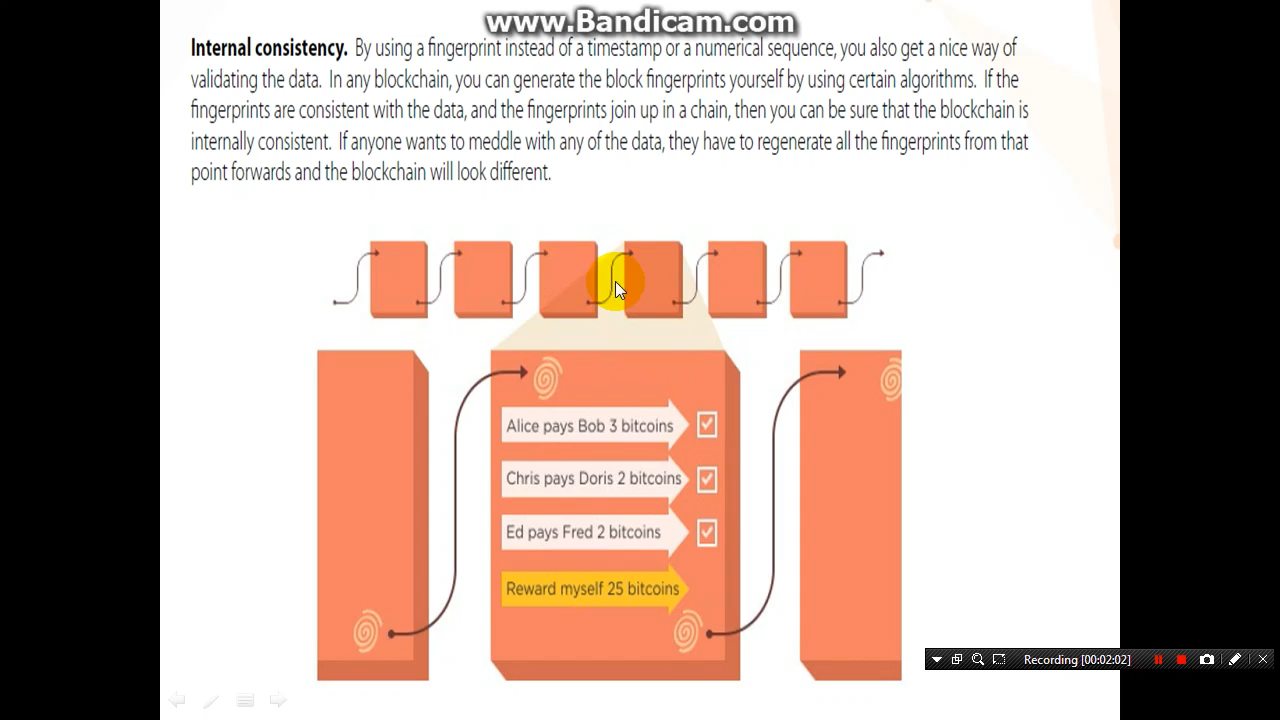 www.Bandicam.com
Internal consistency. By using a fingerprint instead of a timestamp or a numerical sequence, you also get a nice way of
validating the data. In any blockchain, you can generate the block fingerprints yourself by using certain algorithms. If the
fingerprints are consistent with the data, and the fingerprints join up in a chain, then you can be sure that the blockchain is
internally consistent. If anyone wants to meddle with any of the data, they have to regenerate all the fingerprints from that
point forwards and the blockchain will look different.
Alice pays Bob 3 bitcoins
Chris pays Doris 2 bitcoins
Ed pays Fred 2 bitcoins
Reward myself 25 bitcoins
Recording [00:02:02]